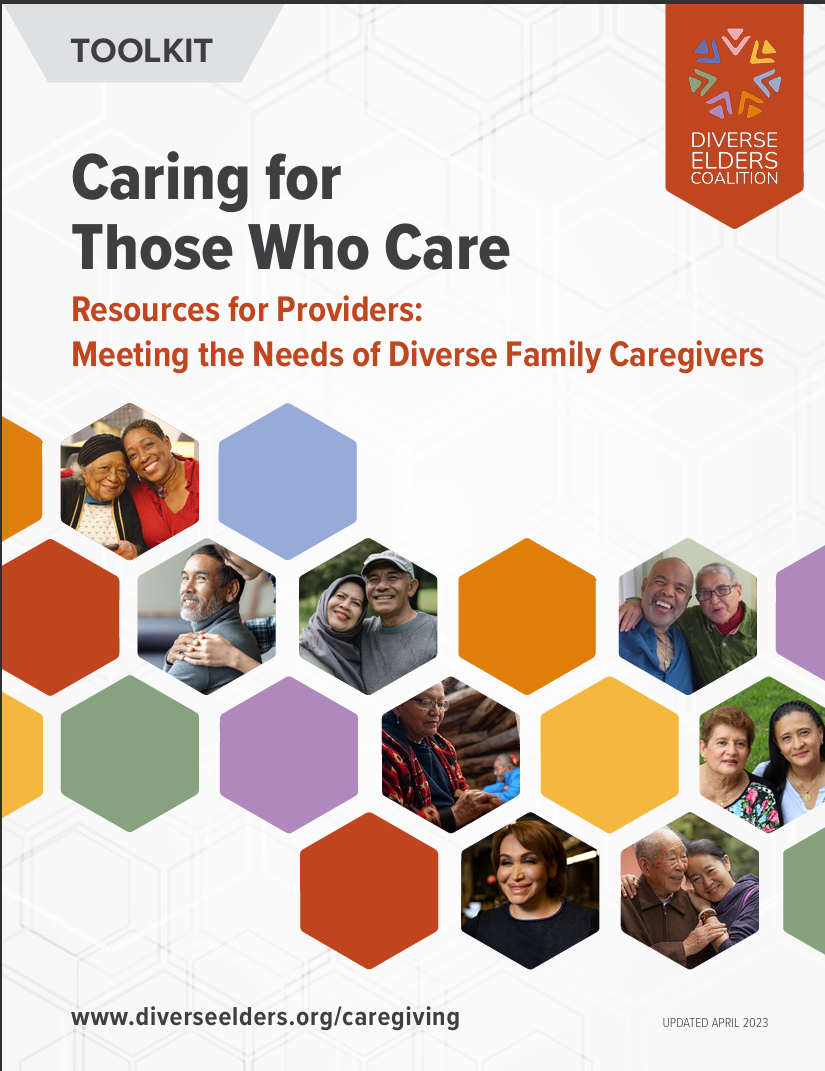 TOOLKIT
DIVERSE
ELDERS
COALITION
Caring for
Those Who Care
Resources for Providers:
Meeting the Needs of Diverse Family Caregivers
www.diverseelders.org/caregiving
UPDATED APRIL 2023